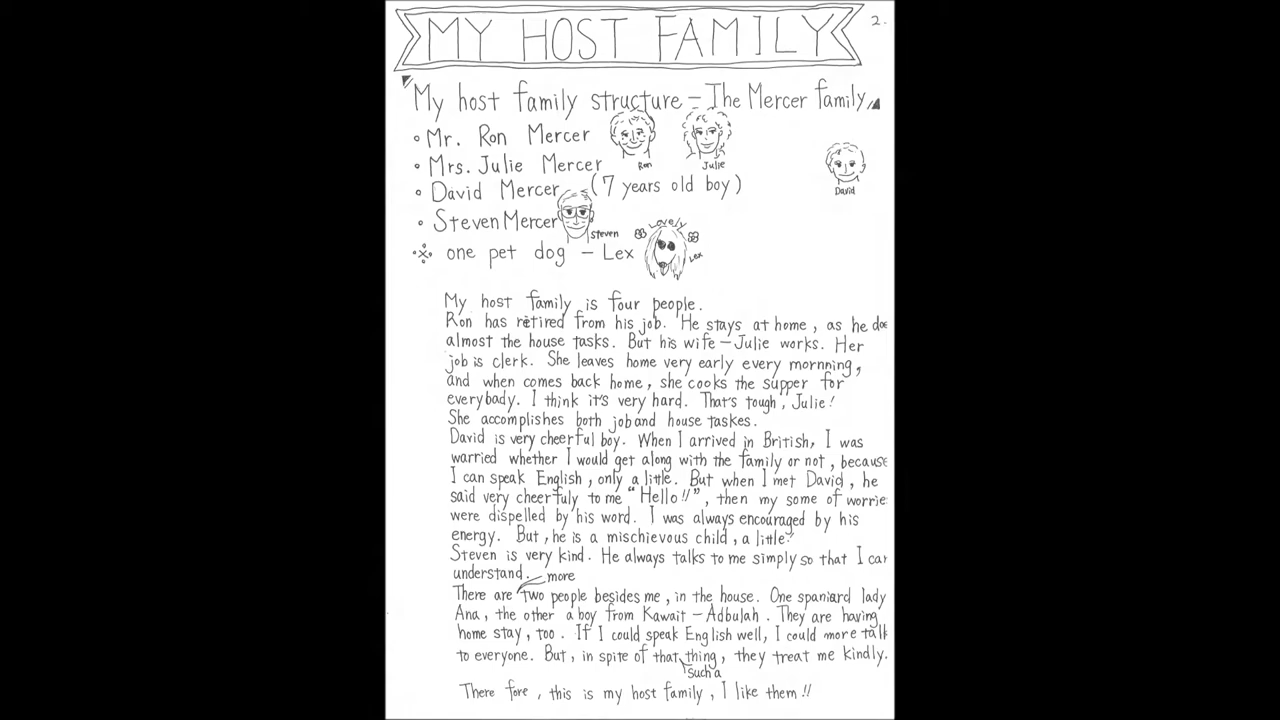 MY HOST FAMILY
2.
My host family structure – The Mercer family
◦ Mr. Ron Mercer
Ron
Julie
◦ Mrs. Julie Mercer
David
◦ David Mercer (7 years old boy)
◦ Steven Mercer
Steven
Lovely
※ one pet dog – Lex
Lex
My host family is four people.
Ron has retired from his job. He stays at home, as he doe
almost the house tasks. But his wife – Julie works. Her
job is clerk. She leaves home very early every mornning,
and when comes back home, she cooks the supper for
everybady. I think it's very hard. That's tough, Julie!
She accomplishes both job and house taskes.
David is very cheerful boy. When I arrived in British, I was
warried whether I would get along with the family or not, because
I can speak English, only a little. But when I met David, he
said very cheerfuly to me "Hello!!", then my some of worrie
were dispelled by his word. I was always encouraged by his
energy. But, he is a mischievous child, a little?
Steven is very kind. He always talks to me simply so that I can
understand.
more
There are two people besides me, in the house. One spaniard lady
Ana, the other a boy from Kawait – Adbulah. They are having
home stay, too. If I could speak English well, I could more talk
to everyone. But, in spite of that thing, they treat me kindly.
such a
There fore, this is my host family, I like them!!